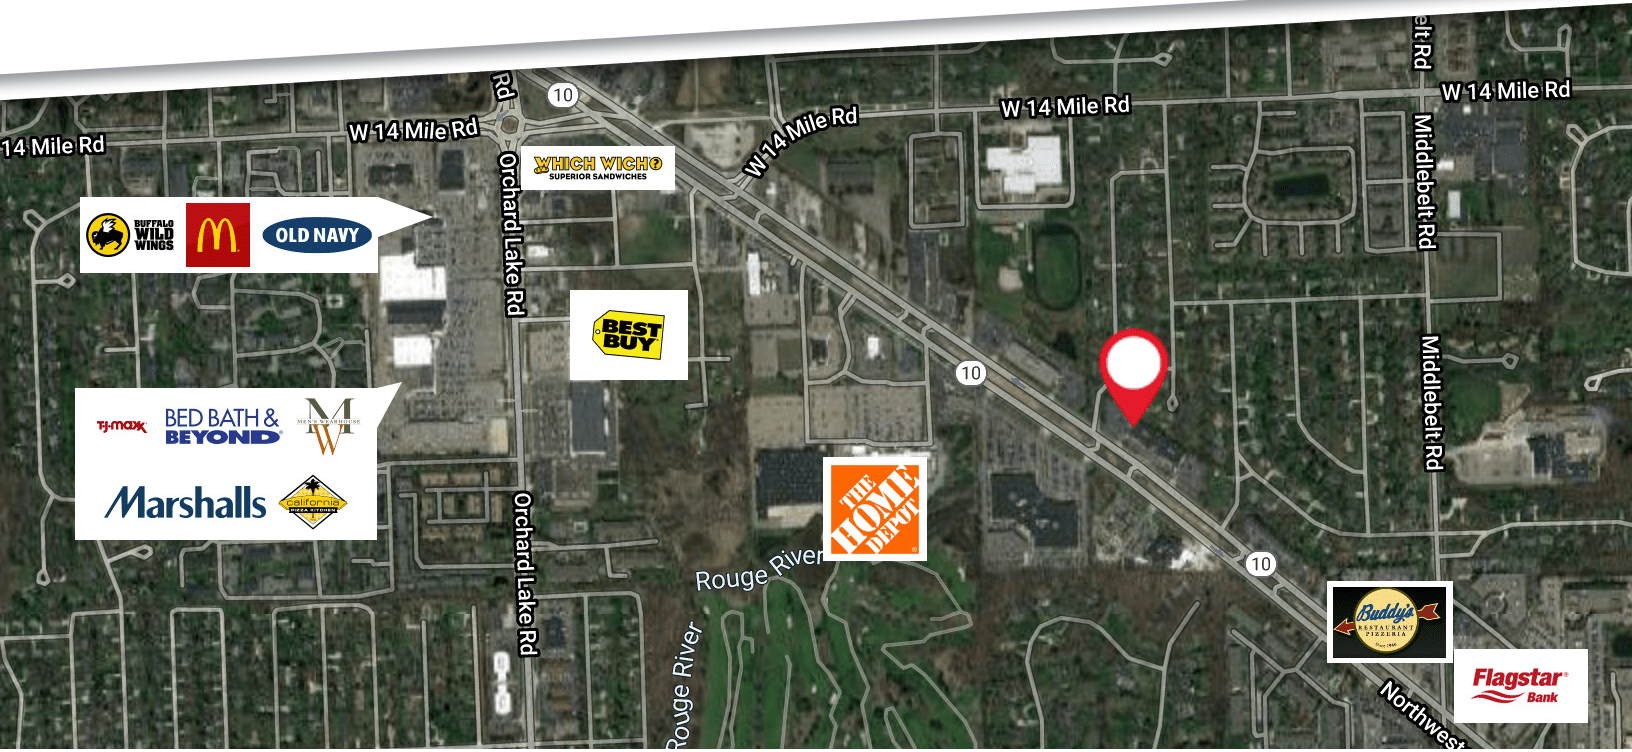 elt Rd
Rd
10
W 14 Mile Rd
W 14 Mile Rd
W 14 Mile Rd
W 14 Mile Rd
14 Mile Rd
WHICH WICH?
SUPERIOR SANDWICHES
Orchard Lake Rd
Middlebelt Rd
BUFFALO
WILD
WINGS
OLD NAVY
BEST
BUY
10
Middlebelt Rd
T.J.maxx
BED BATH &
BEYOND
M
MEN'S WEARHOUSE
W
Marshalls
california
PIZZA KITCHEN
THE
HOME
DEPOT
Orchard Lake Rd
Rouge River
10
Buddy's
RESTAURANT
PIZZERIA
Rouge River
Flagstar
Bank
Northwest